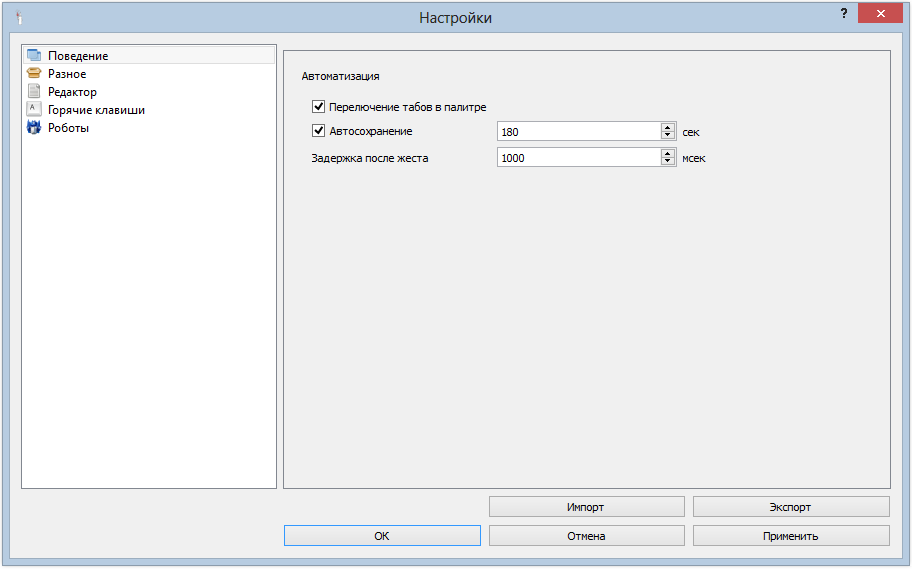 Настройки
?
Поведение
Разное
Редактор
Горячие клавиши
Роботы
Автоматизация
Перелючение табов в палитре
Автосохранение 180 сек
Задержка после жеста 1000 мсек
Импорт Экспорт
OK Отмена Применить